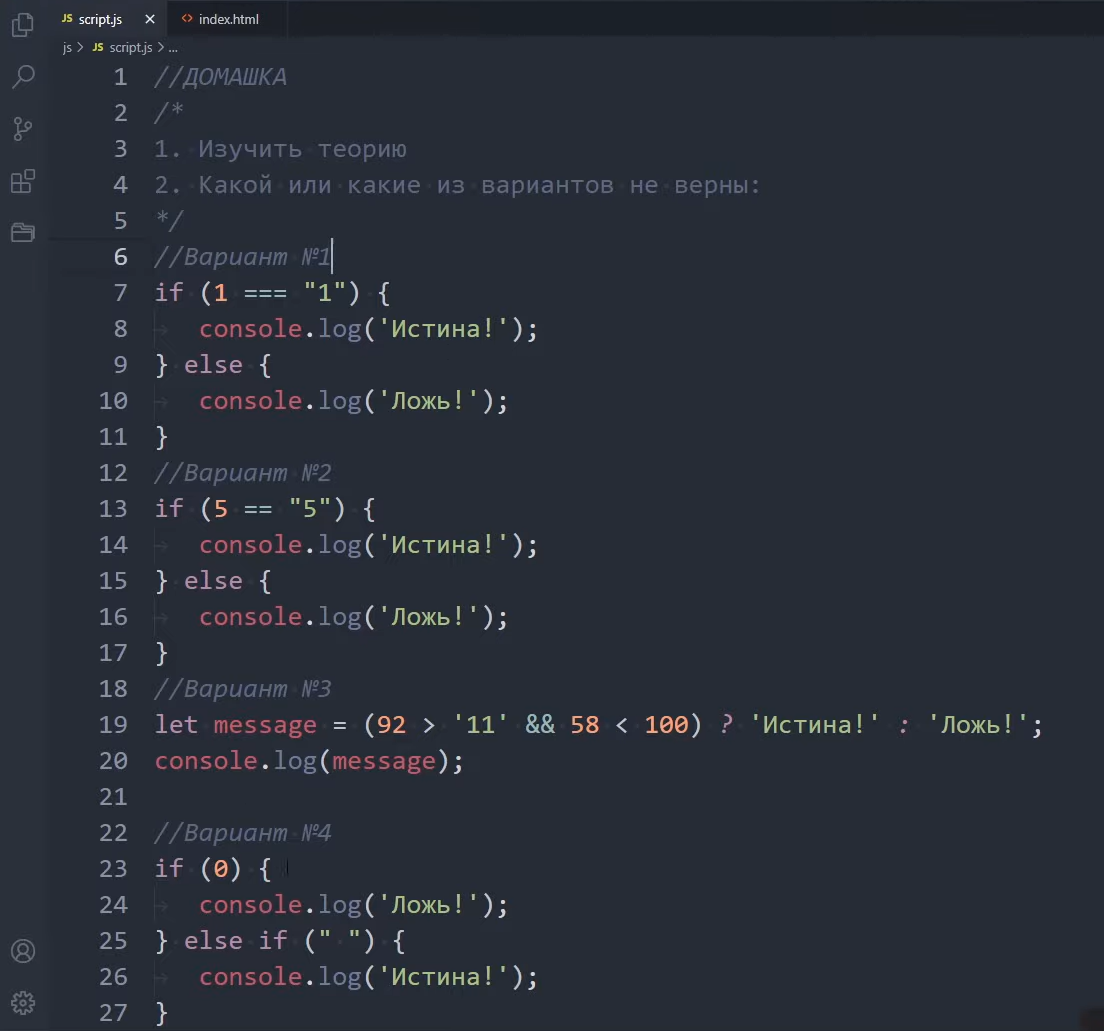 JS script.js × <> index.html
js > JS script.js > ...
1 //ДОМАШКА
2 /*
3 1. Изучить теорию
4 2. Какой или какие из вариантов не верны:
5 */
6 //Вариант №1
7 if (1 === "1") {
8 console.log('Истина!');
9 } else {
10 console.log('Ложь!');
11 }
12 //Вариант №2
13 if (5 == "5") {
14 console.log('Истина!');
15 } else {
16 console.log('Ложь!');
17 }
18 //Вариант №3
19 let message = (92 > '11' && 58 < 100) ? 'Истина!' : 'Ложь!';
20 console.log(message);
21
22 //Вариант №4
23 if (0) {
24 console.log('Ложь!');
25 } else if (" ") {
26 console.log('Истина!');
27 }